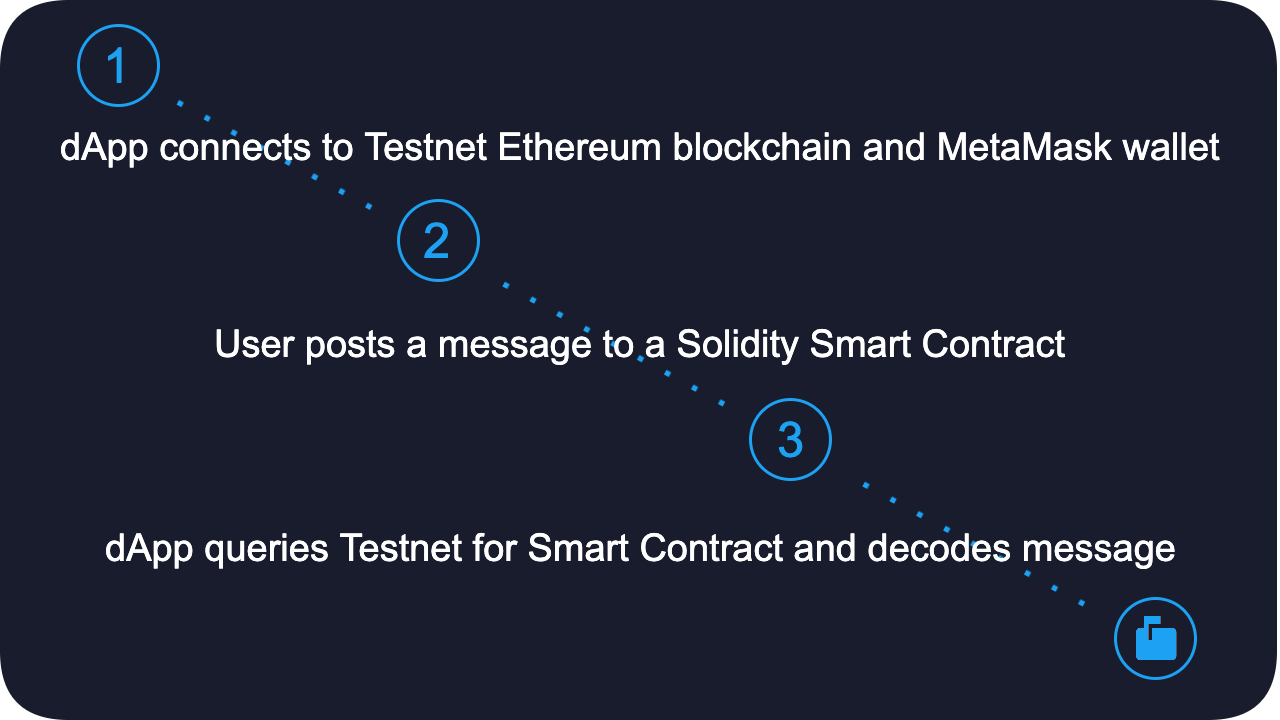 1
dApp connects to Testnet Ethereum blockchain and MetaMask wallet
2
User posts a message to a Solidity Smart Contract
3
dApp queries Testnet for Smart Contract and decodes message